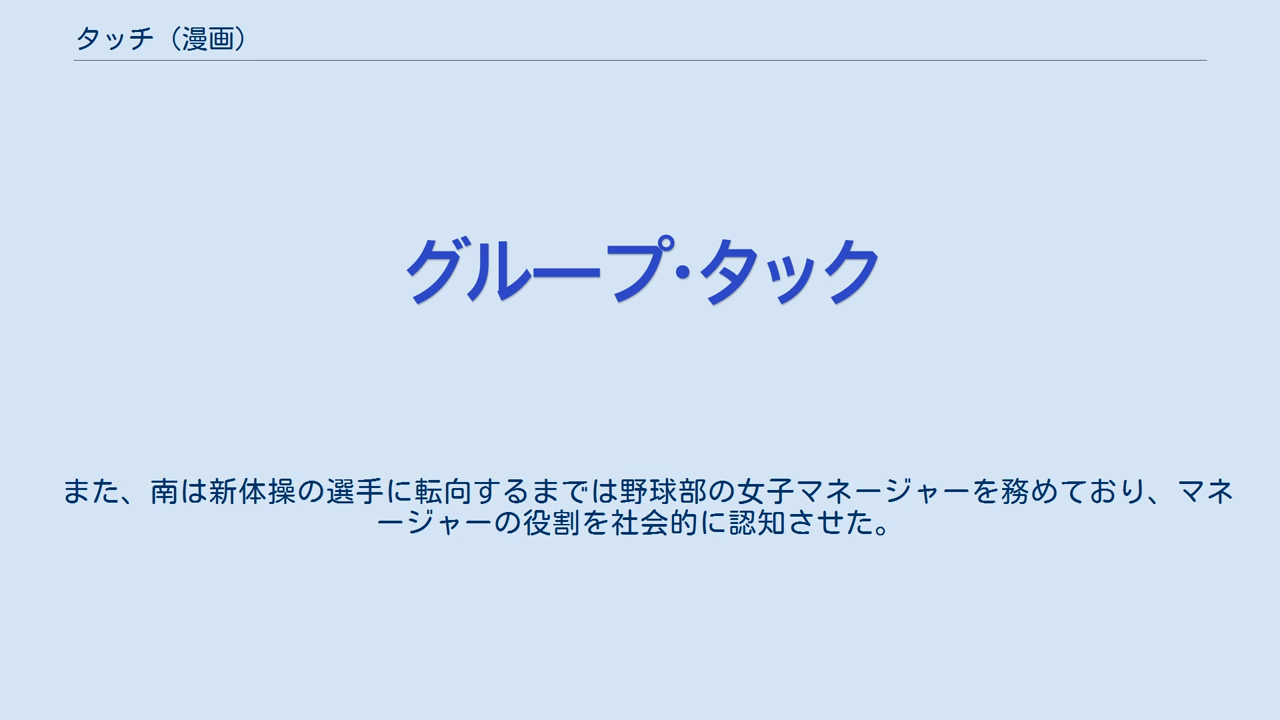 タッチ（漫画）
グループ・タック
また、南は新体操の選手に転向するまでは野球部の女子マネージャーを務めており、マネ
ージャーの役割を社会的に認知させた。